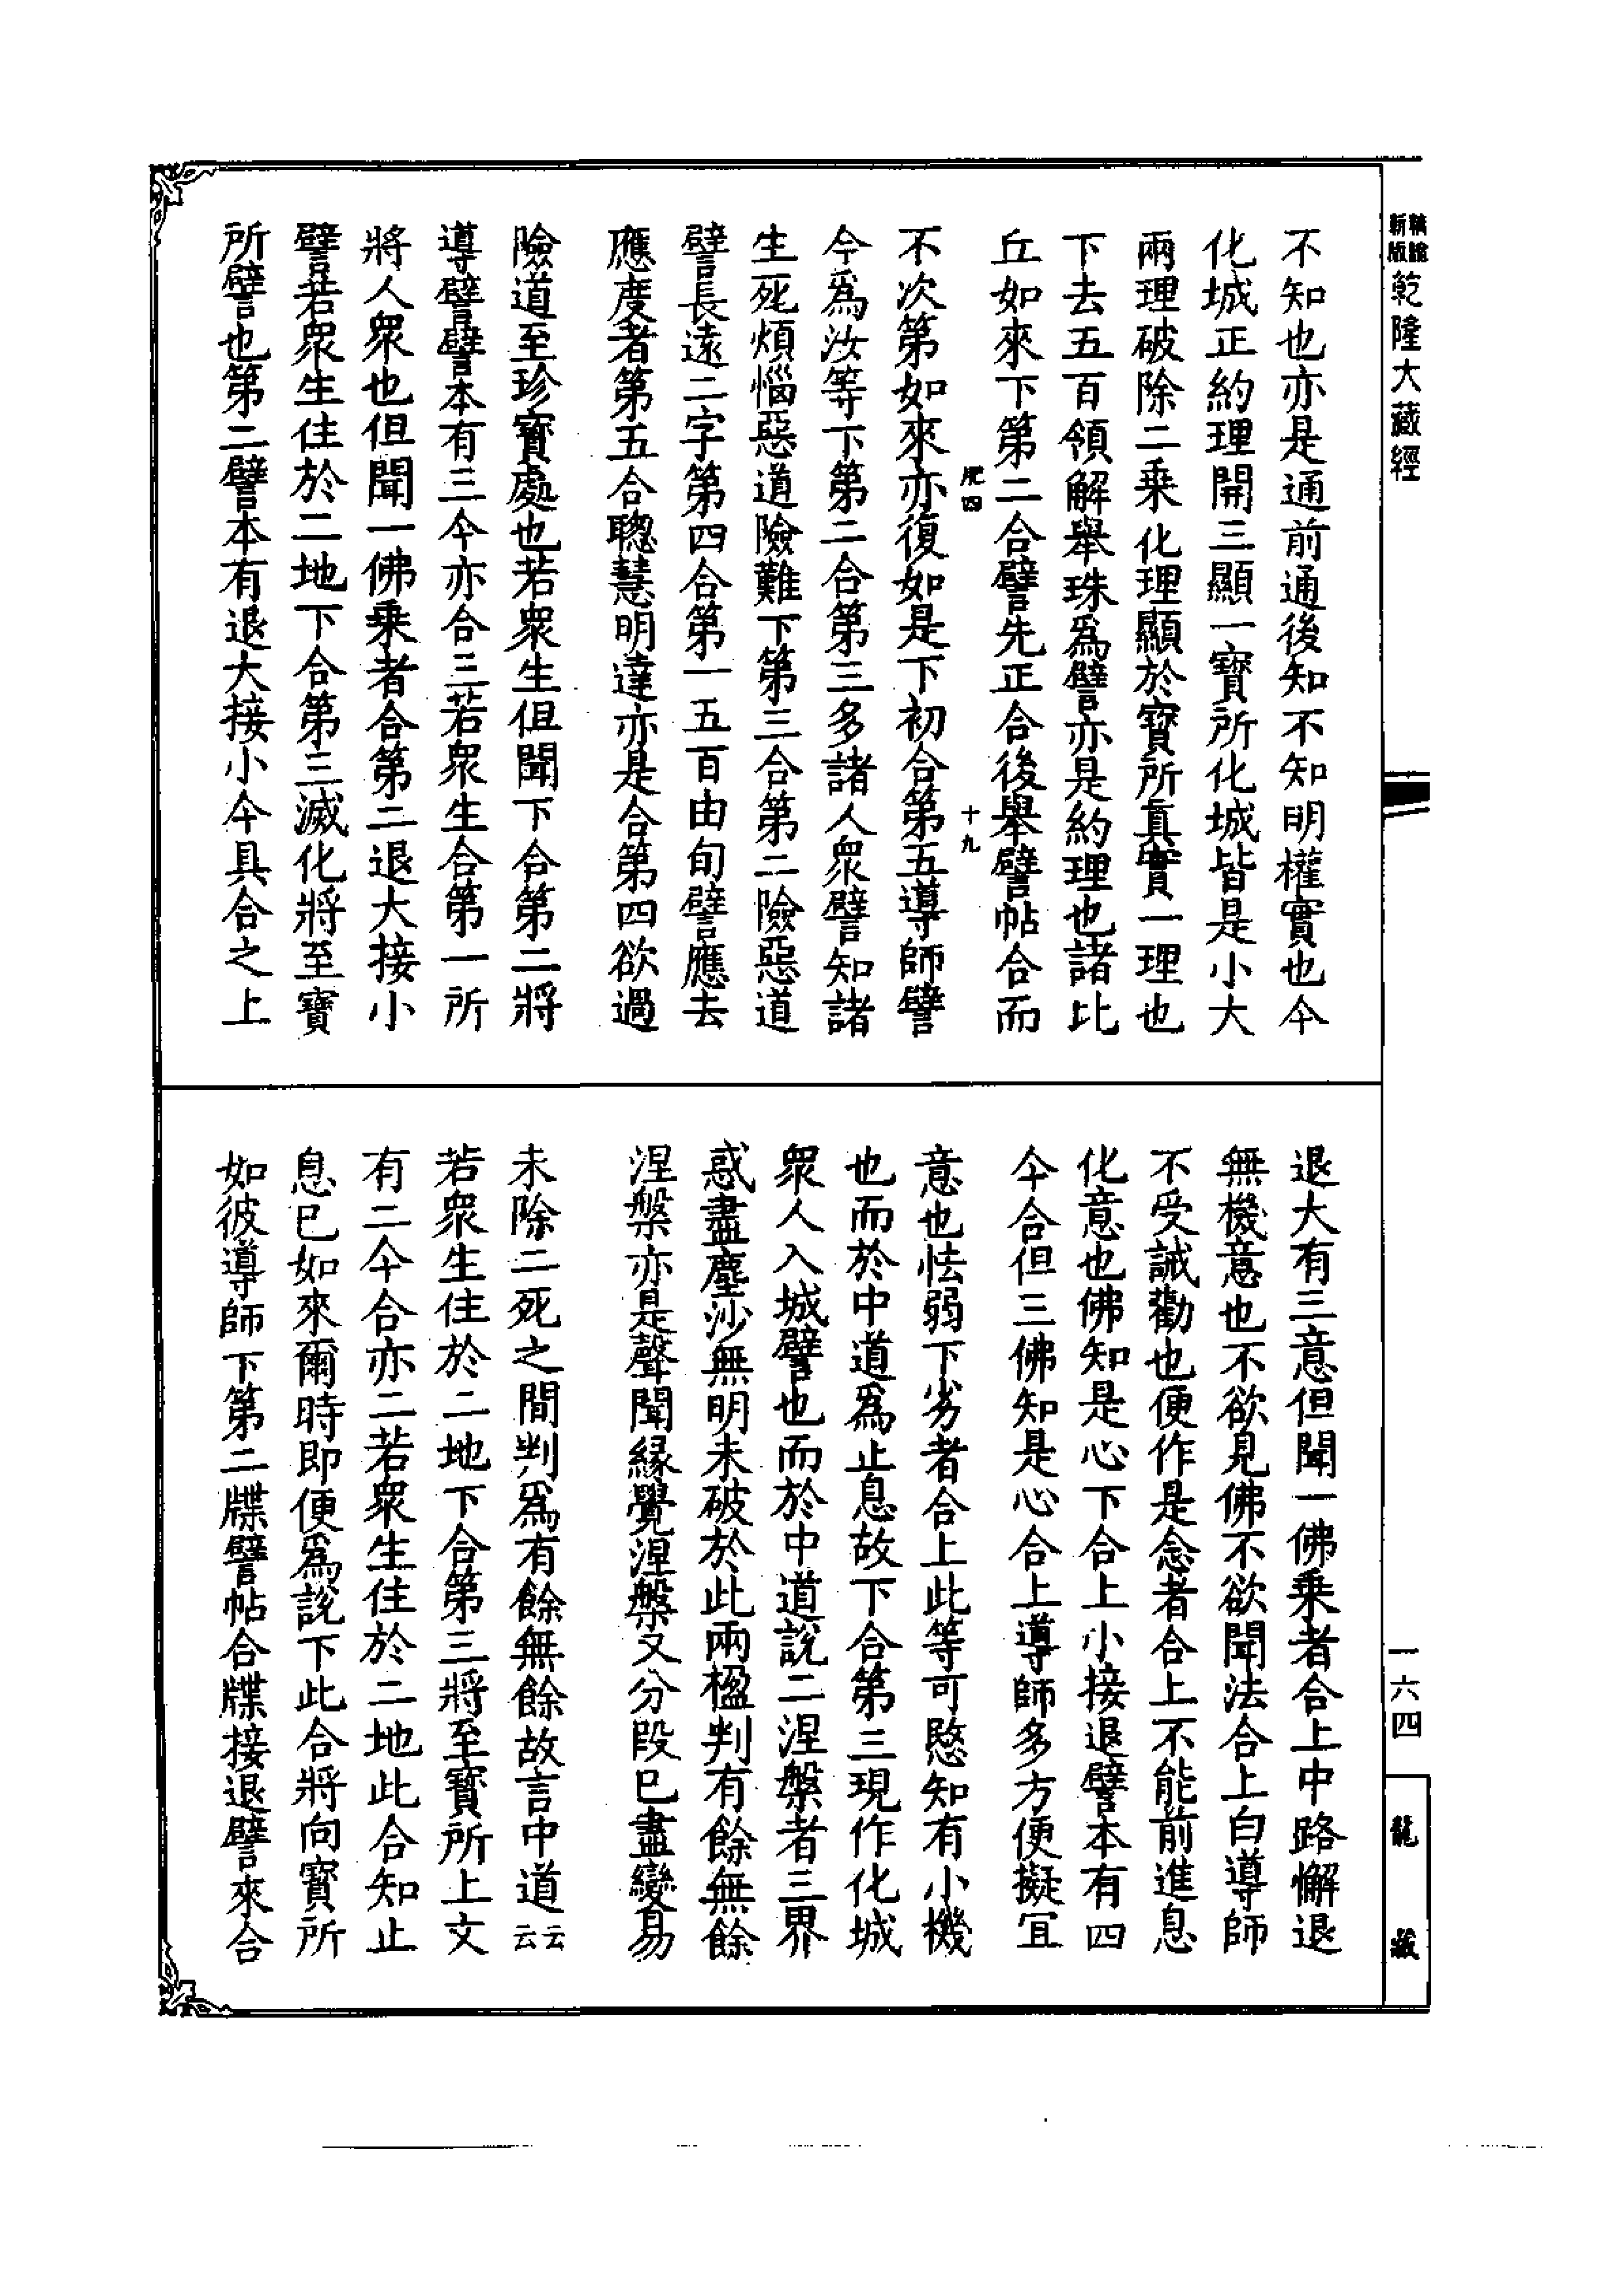 新版
乾隆大藏經
不知也亦是通前通後知不知明權實也今
化城正約理開三顯一寶所化城皆是小大
兩理破除二乘化理顯於寶所真實一理也
下去五百領解舉珠為譬亦是約理也諸比
丘如來下第二合譬先正合後舉譬帖合而
肥四
十九
不次第如來亦復如是下初合第五導師譬
今為汝等下第二合第三多諸人眾譬知諸
生死煩惱惡道險難下第三合第二險惡道
譬長遠二字第四合第一五百由旬譬應去
應度者第五合聰慧明達亦是合第四欲過
險道至珍寶處也若眾生但聞下合第二將
導譬譬本有三今亦合三若眾生合第一所
將人眾也但聞一佛乘者合第二退大接小
譬若眾生住於二地下合第三滅化將至寶
所譬也第二譬本有退大接小今具合之上
退大有三意但聞一佛乘者合上中路懈退
無機意也不欲見佛不欲聞法合上白導師
不受誡勸也便作是念者合上不能前進息
化意也佛知是心下合上小接退譬本有四
今合但三佛知是心合上導師多方便擬宜
意也怯弱下劣者合上此等可愍知有小機
也而於中道為止息故下合第三現作化城
眾人入城譬也而於中道說二涅槃者三界
惑盡塵沙無明未破於此兩楹判有餘無餘
涅槃亦是聲聞緣覺涅槃又分段已盡變易
未除二死之間判為有餘無餘故言中道云云
若眾生住於二地下合第三將至寶所上文
有二今合亦二若眾生住於二地此合知止
息已如來爾時即便為說下此合將向寶所
如彼導師下第二牒譬帖合牒接退譬來合
一六四
龍藏